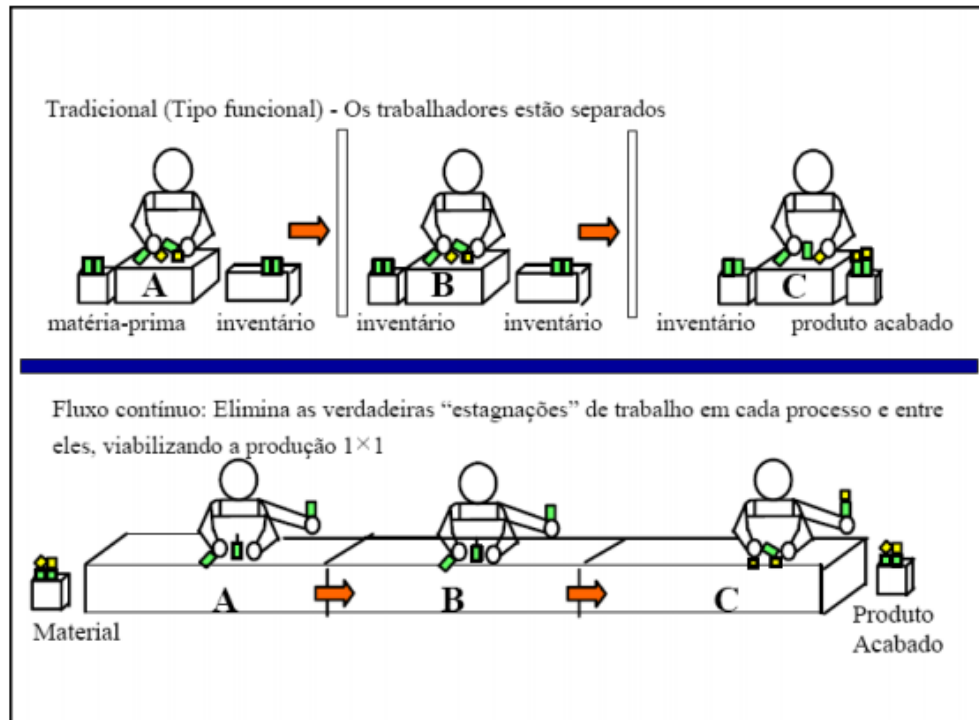 Tradicional (Tipo funcional) - Os trabalhadores estão separados
A
B
C
matéria-prima
inventário
inventário
inventário
inventário
produto acabado
Fluxo contínuo: Elimina as verdadeiras “estagnações” de trabalho em cada processo e entre
eles, viabilizando a produção 1×1
A
B
C
Material
Produto
Acabado